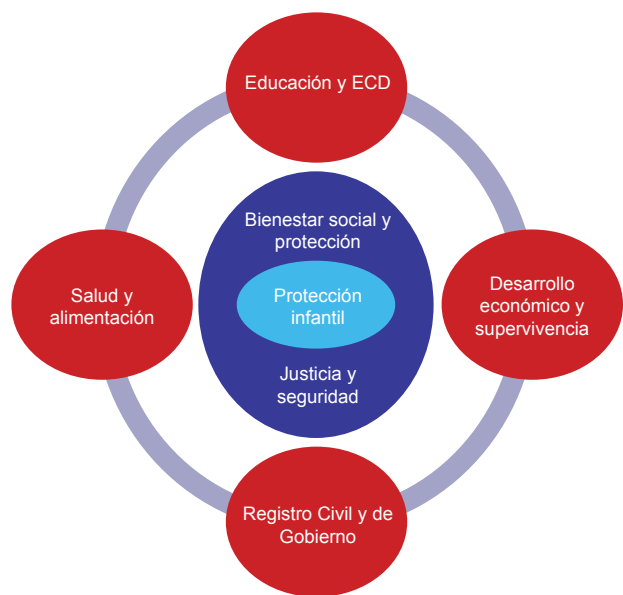 Educación y ECD
Bienestar social y
protección
Salud y
alimentación
Protección
infantil
Desarrollo
económico y
supervivencia
Justicia y
seguridad
Registro Civil y de
Gobierno